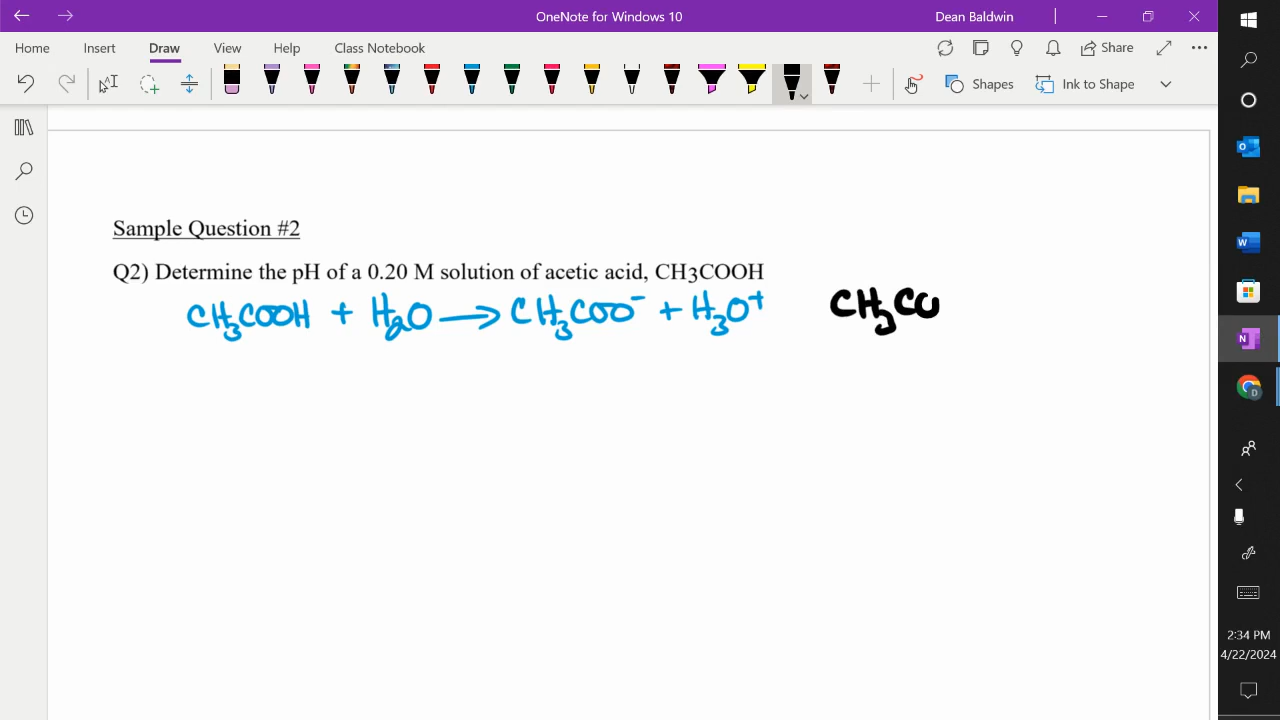 OneNote for Windows 10
Dean Baldwin
Home Insert Draw View Help Class Notebook Share
Shapes Ink to Shape
Sample Question #2
Q2) Determine the pH of a 0.20 M solution of acetic acid, CH3COOH
CH₃COOH + H₂O → CH₃COO⁻ + H₃O⁺ CH₃CO
2:34 PM
4/22/2024